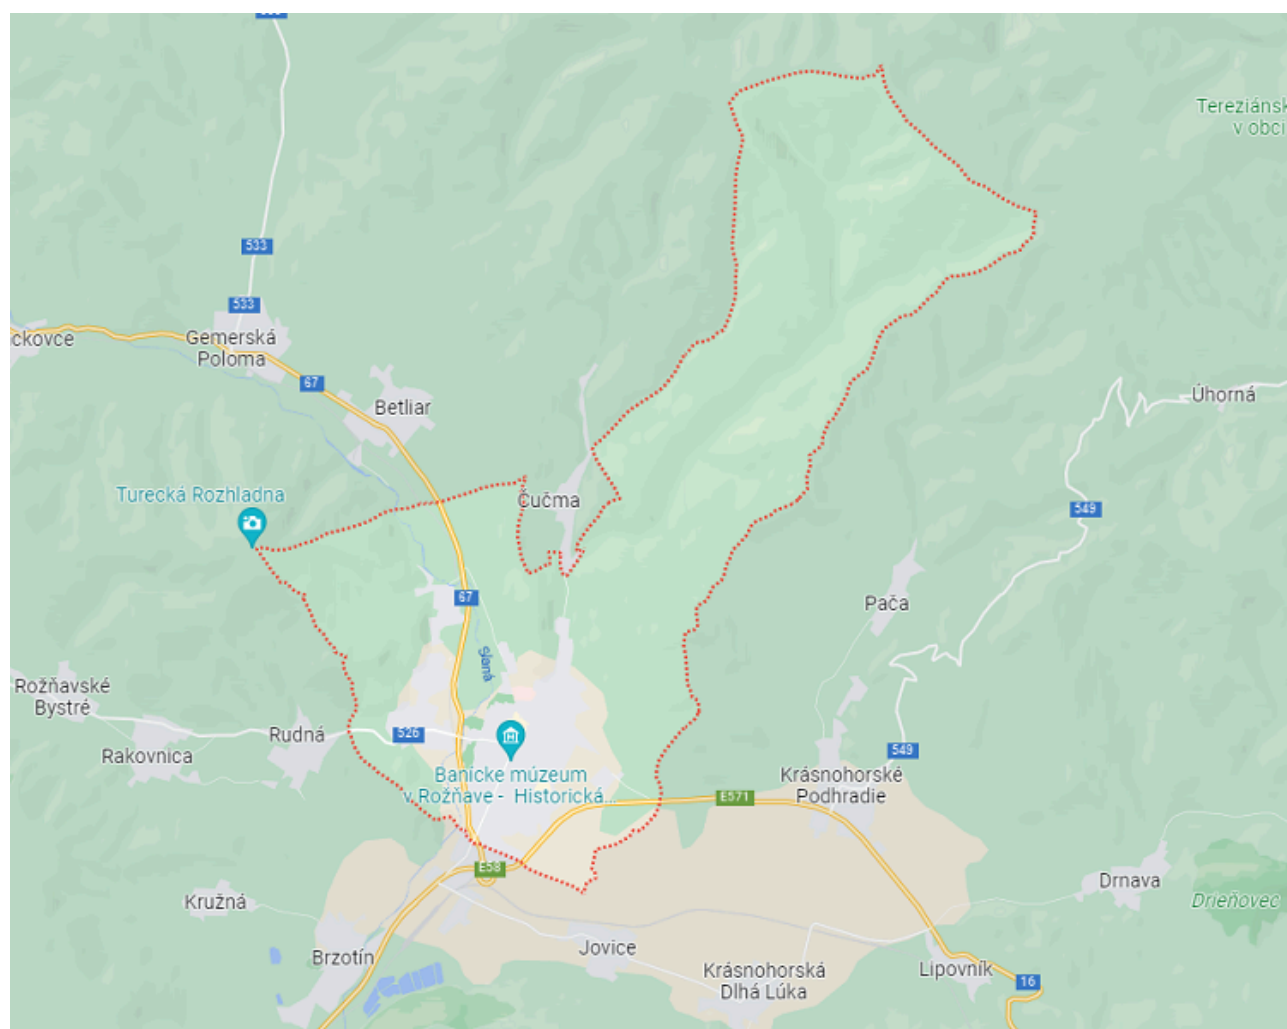 Tereziáns
v obci
533
533
ckovce
Gemerská
Poloma
67
Betliar
Úhorná
Turecká Rozhladna
Čučma
549
67
Pača
Slaná
Rožňavské
Bystré
Rakovnica
Rudná
526
549
Banícke múzeum
v Rožňave - Historická...
Krásnohorské
Podhradie
E571
E58
Drnava
Kružná
Drieňovec
Brzotín
Jovice
Krásnohorská
Dlhá Lúka
Lipovník
16